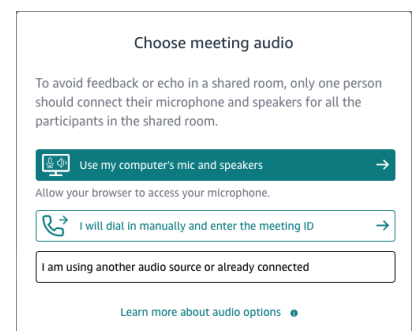 Choose meeting audio
To avoid feedback or echo in a shared room, only one person
should connect their microphone and speakers for all the
participants in the shared room.
Use my computer's mic and speakers
Allow your browser to access your microphone.
I will dial in manually and enter the meeting ID
I am using another audio source or already connected
Learn more about audio options